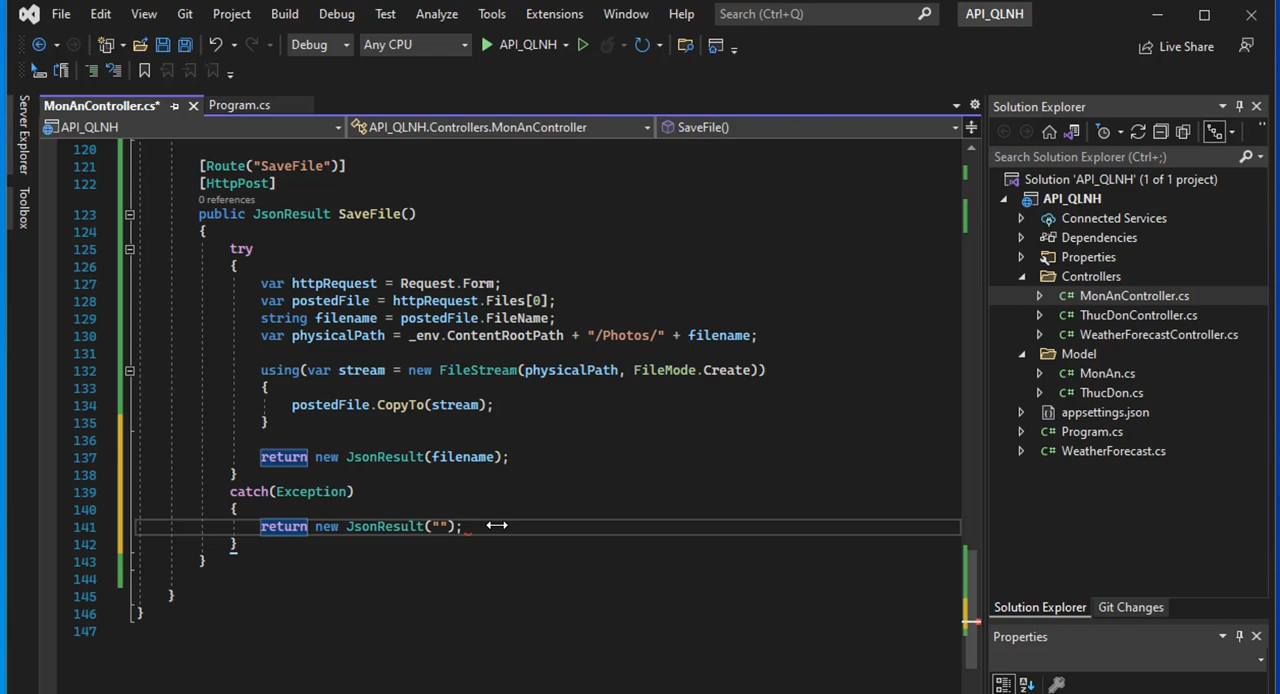 File Edit View Git Project Build Debug Test Analyze Tools Extensions Window Help Search (Ctrl+Q) API_QLNH
Debug Any CPU API_QLNH Live Share
Server Explorer
Toolbox
MonAnController.cs* Program.cs
API_QLNH API_QLNH.Controllers.MonAnController SaveFile()
120
121 [Route("SaveFile")]
122 [HttpPost]
0 references
123 public JsonResult SaveFile()
124 {
125 try
126 {
127 var httpRequest = Request.Form;
128 var postedFile = httpRequest.Files[0];
129 string filename = postedFile.FileName;
130 var physicalPath = _env.ContentRootPath + "/Photos/" + filename;
131
132 using(var stream = new FileStream(physicalPath, FileMode.Create))
133 {
134 postedFile.CopyTo(stream);
135 }
136
137 return new JsonResult(filename);
138 }
139 catch(Exception)
140 {
141 return new JsonResult("");
142 }
143 }
144
145 }
146 }
147
Solution Explorer
Search Solution Explorer (Ctrl+;)
Solution 'API_QLNH' (1 of 1 project)
API_QLNH
Connected Services
Dependencies
Properties
Controllers
C# MonAnController.cs
C# ThucDonController.cs
C# WeatherForecastController.cs
Model
C# MonAn.cs
C# ThucDon.cs
appsettings.json
C# Program.cs
C# WeatherForecast.cs
Solution Explorer Git Changes
Properties